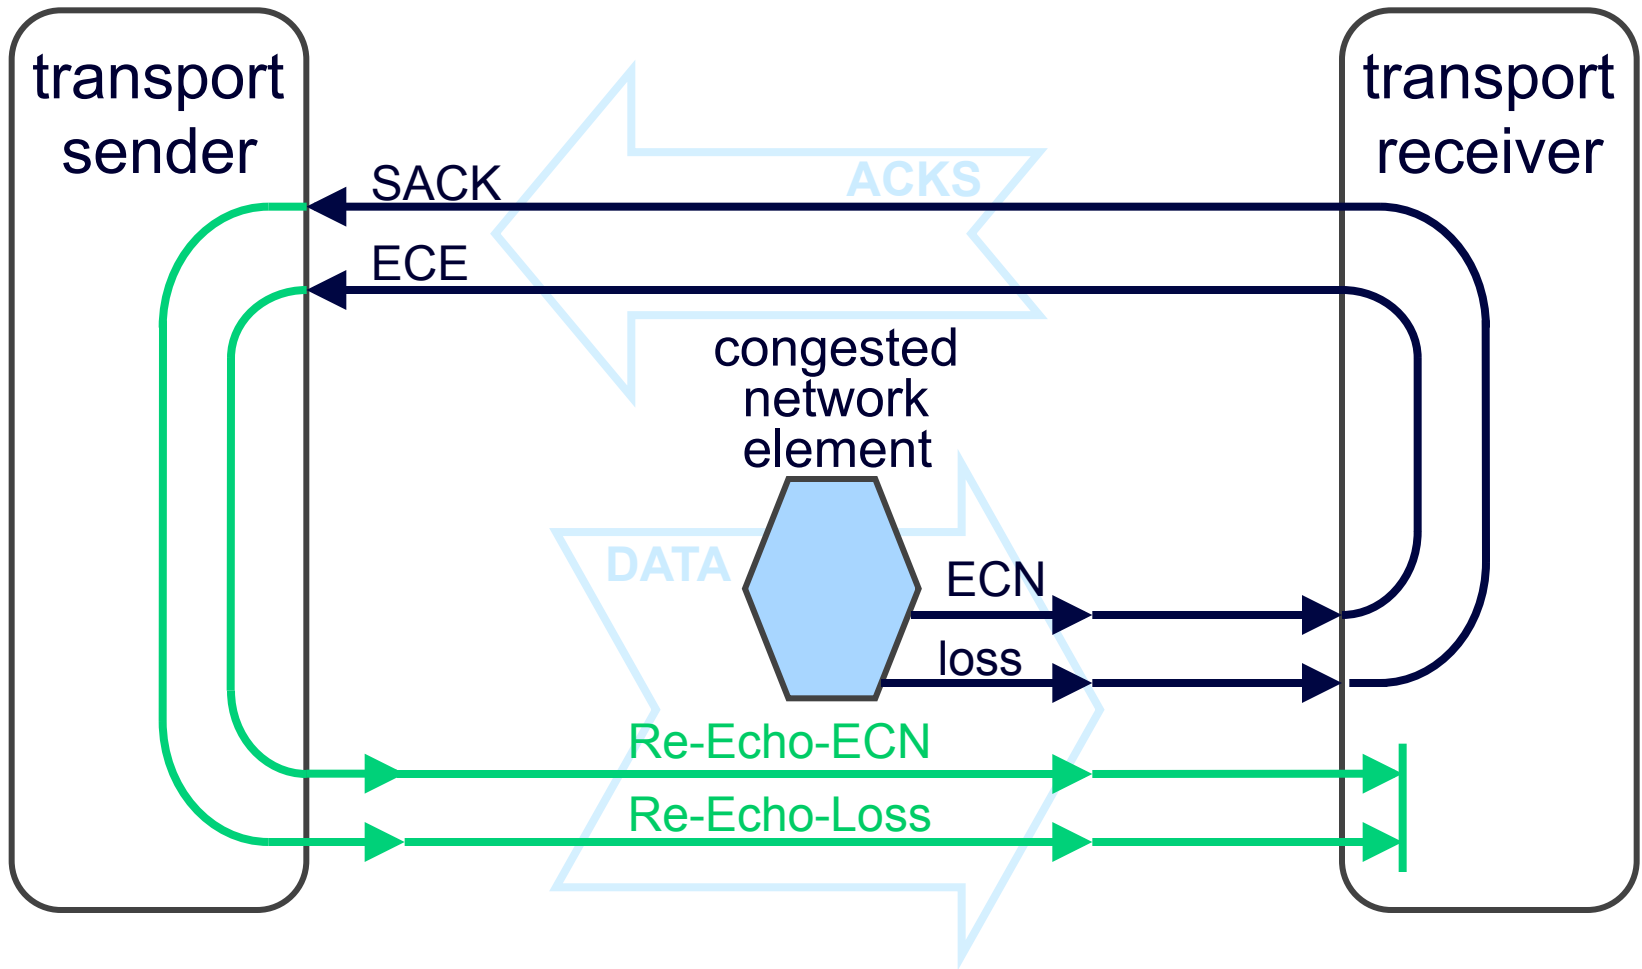 transport
sender
transport
receiver
SACK
ACKS
ECE
congested
network
element
DATA
ECN
loss
Re-Echo-ECN
Re-Echo-Loss